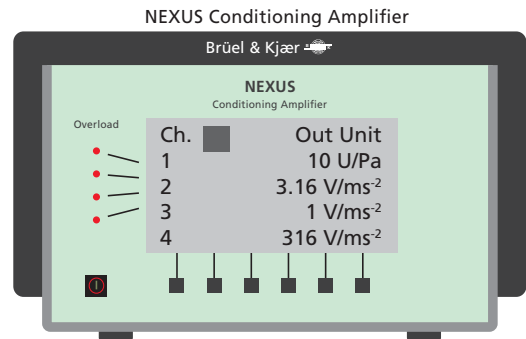 NEXUS Conditioning Amplifier
Brüel & Kjær
NEXUS
Conditioning Amplifier
Overload
Ch. Out Unit
1 10 U/Pa
2 3.16 V/ms-2
3 1 V/ms-2
4 316 V/ms-2